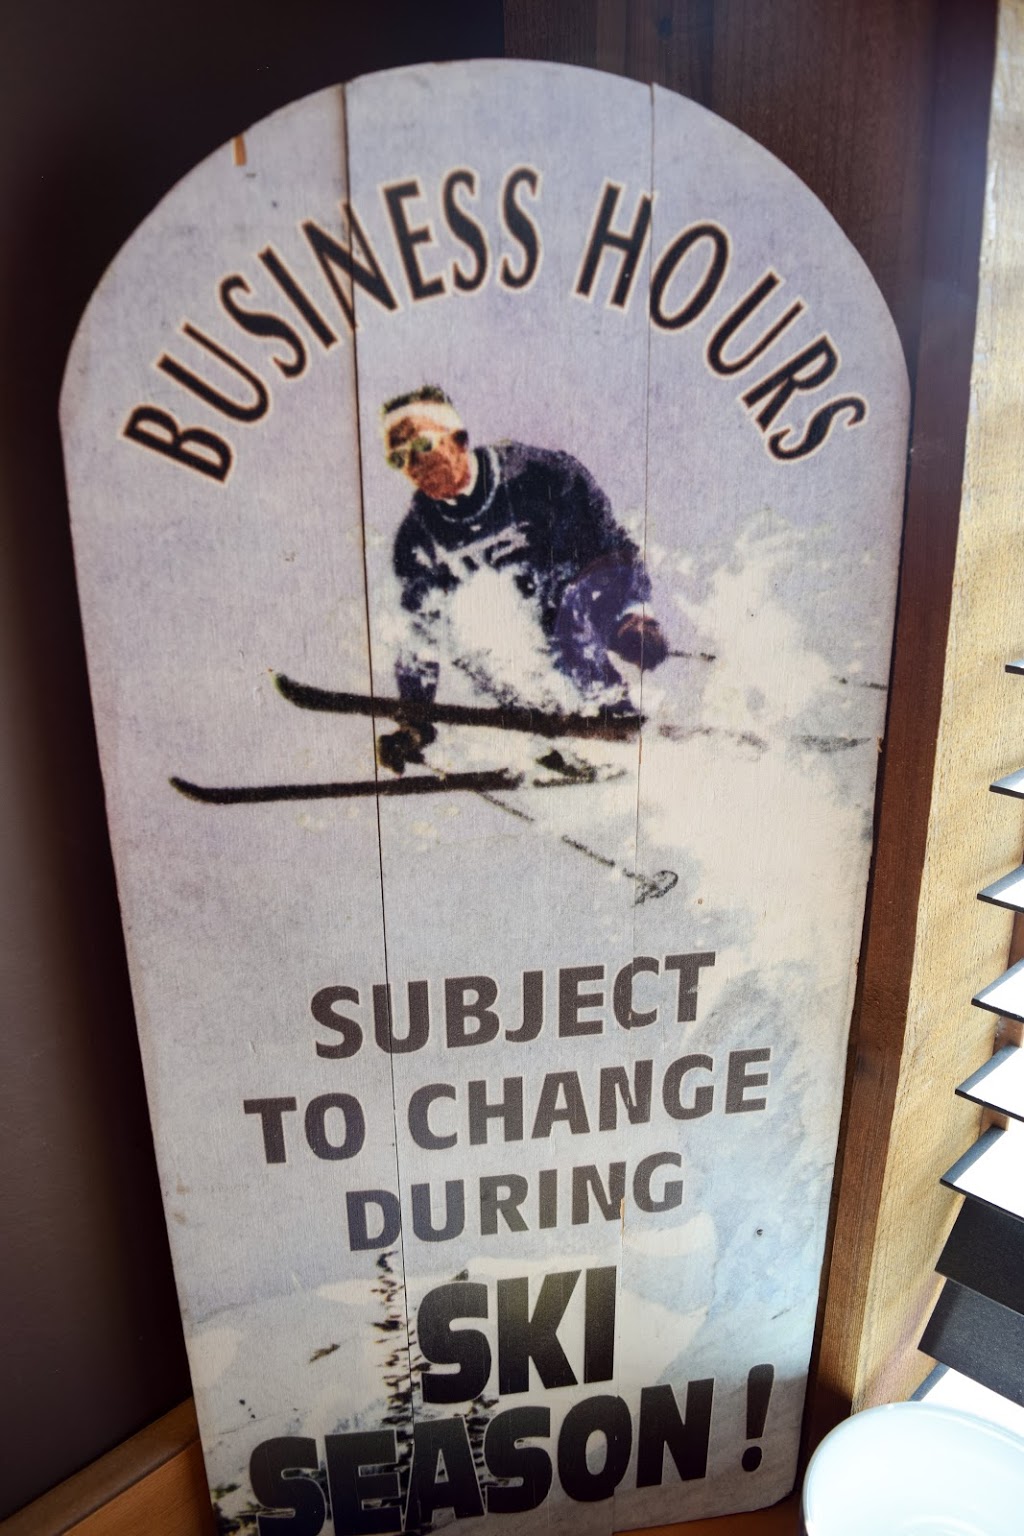 BUSINESS HOURS
SUBJECT
TO CHANGE
DURING
SKI
SEASON!